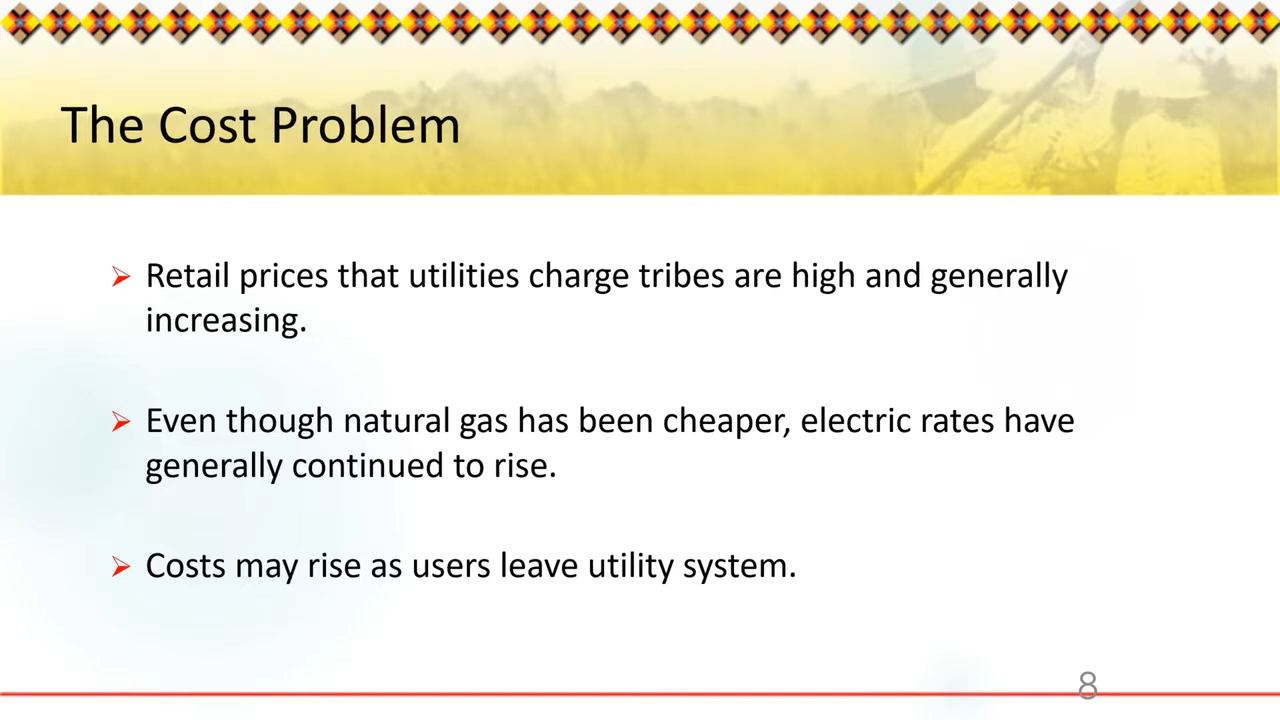 The Cost Problem
Retail prices that utilities charge tribes are high and generally
increasing.
Even though natural gas has been cheaper, electric rates have
generally continued to rise.
Costs may rise as users leave utility system.
8